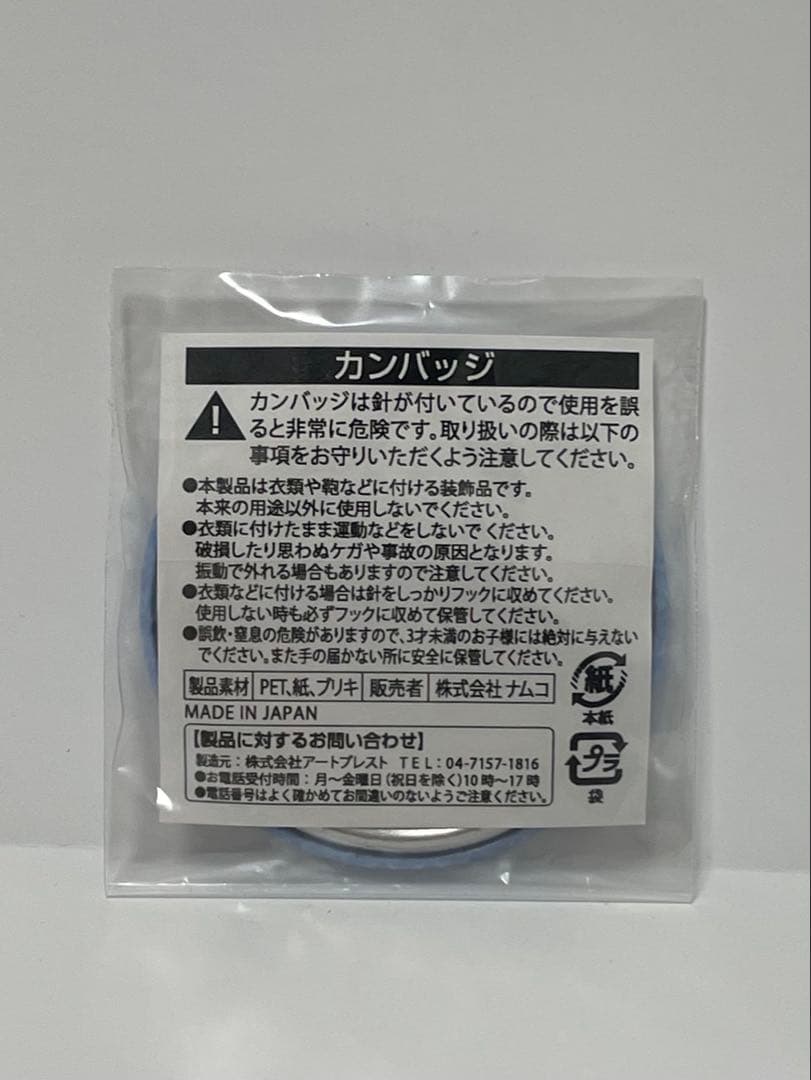 カンバッジ
カンバッジは針が付いているので使用を誤
ると非常に危険です。取り扱いの際は以下の
事項をお守りいただくよう注意してください。
●本製品は衣類や鞄などに付ける装飾品です。
本来の用途以外に使用しないでください。
●衣類に付けたまま運動などをしないでください。
破損したり思わぬケガや事故の原因となります。
振動で外れる場合もありますので注意してください。
●衣類などに付ける場合は針をしっかりフックに収めてください。
使用しない時も必ずフックに収めて保管してください。
●誤飲・窒息の危険がありますので、3才未満のお子様には絶対に与えない
でください。また手の届かない所に安全に保管してください。
製品素材 PET、紙、ブリキ 販売者 株式会社 ナムコ
MADE IN JAPAN
紙
本紙
【製品に対するお問い合わせ】
製造元：株式会社アートプレスト TEL：04-7157-1816
●お電話受付時間：月～金曜日（祝日を除く）10時～17時
●電話番号はよく確かめてお間違いのないようご注意ください。
プラ
袋